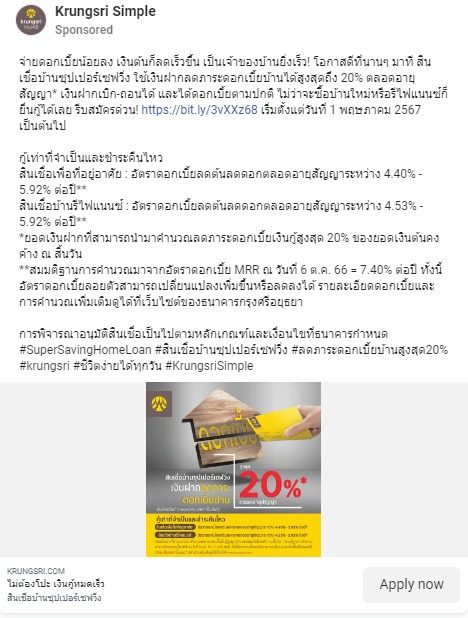 krungsri
กรุงศรี
Krungsri Simple
Sponsored
จ่ายดอกเบี้ยน้อยลง เงินต้นก็ลดเร็วขึ้น เป็นเจ้าของบ้านยิ่งเร็ว! โอกาสดีที่นานๆ มาที สิน
เชื่อบ้านซุปเปอร์เซฟวิ่ง ใช้เงินฝากลดภาระดอกเบี้ยบ้านได้สูงสุดถึง 20% ตลอดอายุ
สัญญา* เงินฝากเบิก-ถอนได้ และได้ดอกเบี้ยตามปกติ ไม่ว่าจะซื้อบ้านใหม่หรือรีไฟแนนซ์ก็
ยื่นกู้ได้เลย รีบสมัครด่วน! https://bit.ly/3vXXz68 เริ่มตั้งแต่วันที่ 1 พฤษภาคม 2567
เป็นต้นไป
กู้เท่าที่จำเป็นและชำระคืนไหว
สินเชื่อเพื่อที่อยู่อาศัย : อัตราดอกเบี้ยลดต้นลดดอกตลอดอายุสัญญาระหว่าง 4.40% -
5.92% ต่อปี**
สินเชื่อบ้านรีไฟแนนซ์ : อัตราดอกเบี้ยลดต้นลดดอกตลอดอายุสัญญาระหว่าง 4.53% -
5.92% ต่อปี**
*ยอดเงินฝากที่สามารถนำมาคำนวณลดภาระดอกเบี้ยเงินกู้สูงสุด 20% ของยอดเงินต้นคง
ค้าง ณ สิ้นวัน
**สมมติฐานการคำนวณมาจากอัตราดอกเบี้ย MRR ณ วันที่ 6 ต.ค. 66 = 7.40% ต่อปี ทั้งนี้
อัตราดอกเบี้ยลอยตัวสามารถเปลี่ยนแปลงเพิ่มขึ้นหรือลดลงได้ รายละเอียดดอกเบี้ยและ
การคำนวณเพิ่มเติมดูได้ที่เว็บไซต์ของธนาคารกรุงศรีอยุธยา
การพิจารณาอนุมัติสินเชื่อเป็นไปตามหลักเกณฑ์และเงื่อนไขที่ธนาคารกำหนด
#SuperSavingHomeLoan #สินเชื่อบ้านซุปเปอร์เซฟวิ่ง #ลดภาระดอกเบี้ยบ้านสูงสุด20%
#krungsri #ชีวิตง่ายได้ทุกวัน #KrungsriSimple
สินเชื่อบ้านซุปเปอร์เซฟวิ่ง
เงินฝากลดภาระ
ดอกเบี้ยบ้าน
สูงสุด
20%*
ตลอดอายุสัญญา
กู้เท่าที่จำเป็นและชำระคืนไหว
KRUNGSRI.COM
ไม่ต้องโปะ เงินกู้หมดเร็ว
สินเชื่อบ้านซุปเปอร์เซฟวิ่ง
Apply now